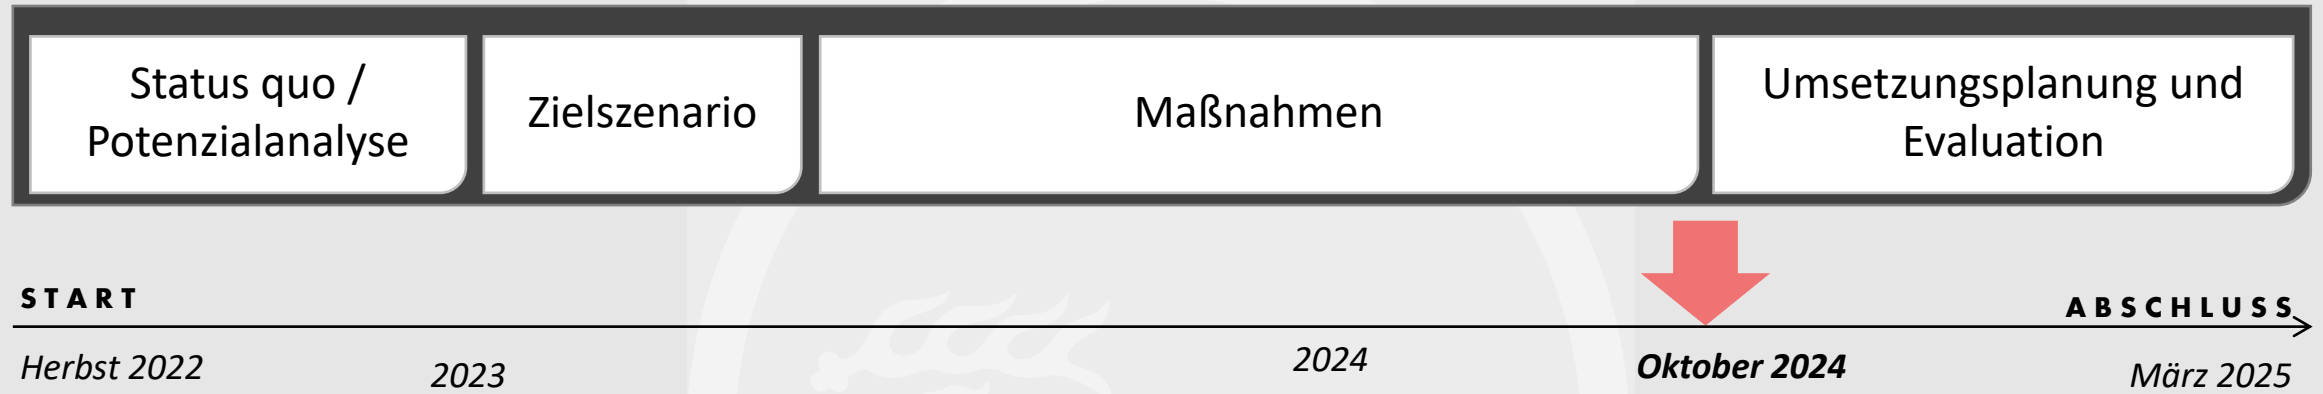 Status quo /
Potenzialanalyse
Zielszenario
Maßnahmen
Umsetzungsplanung und
Evaluation
START
ABSCHLUSS
Herbst 2022
2023
2024
Oktober 2024
März 2025